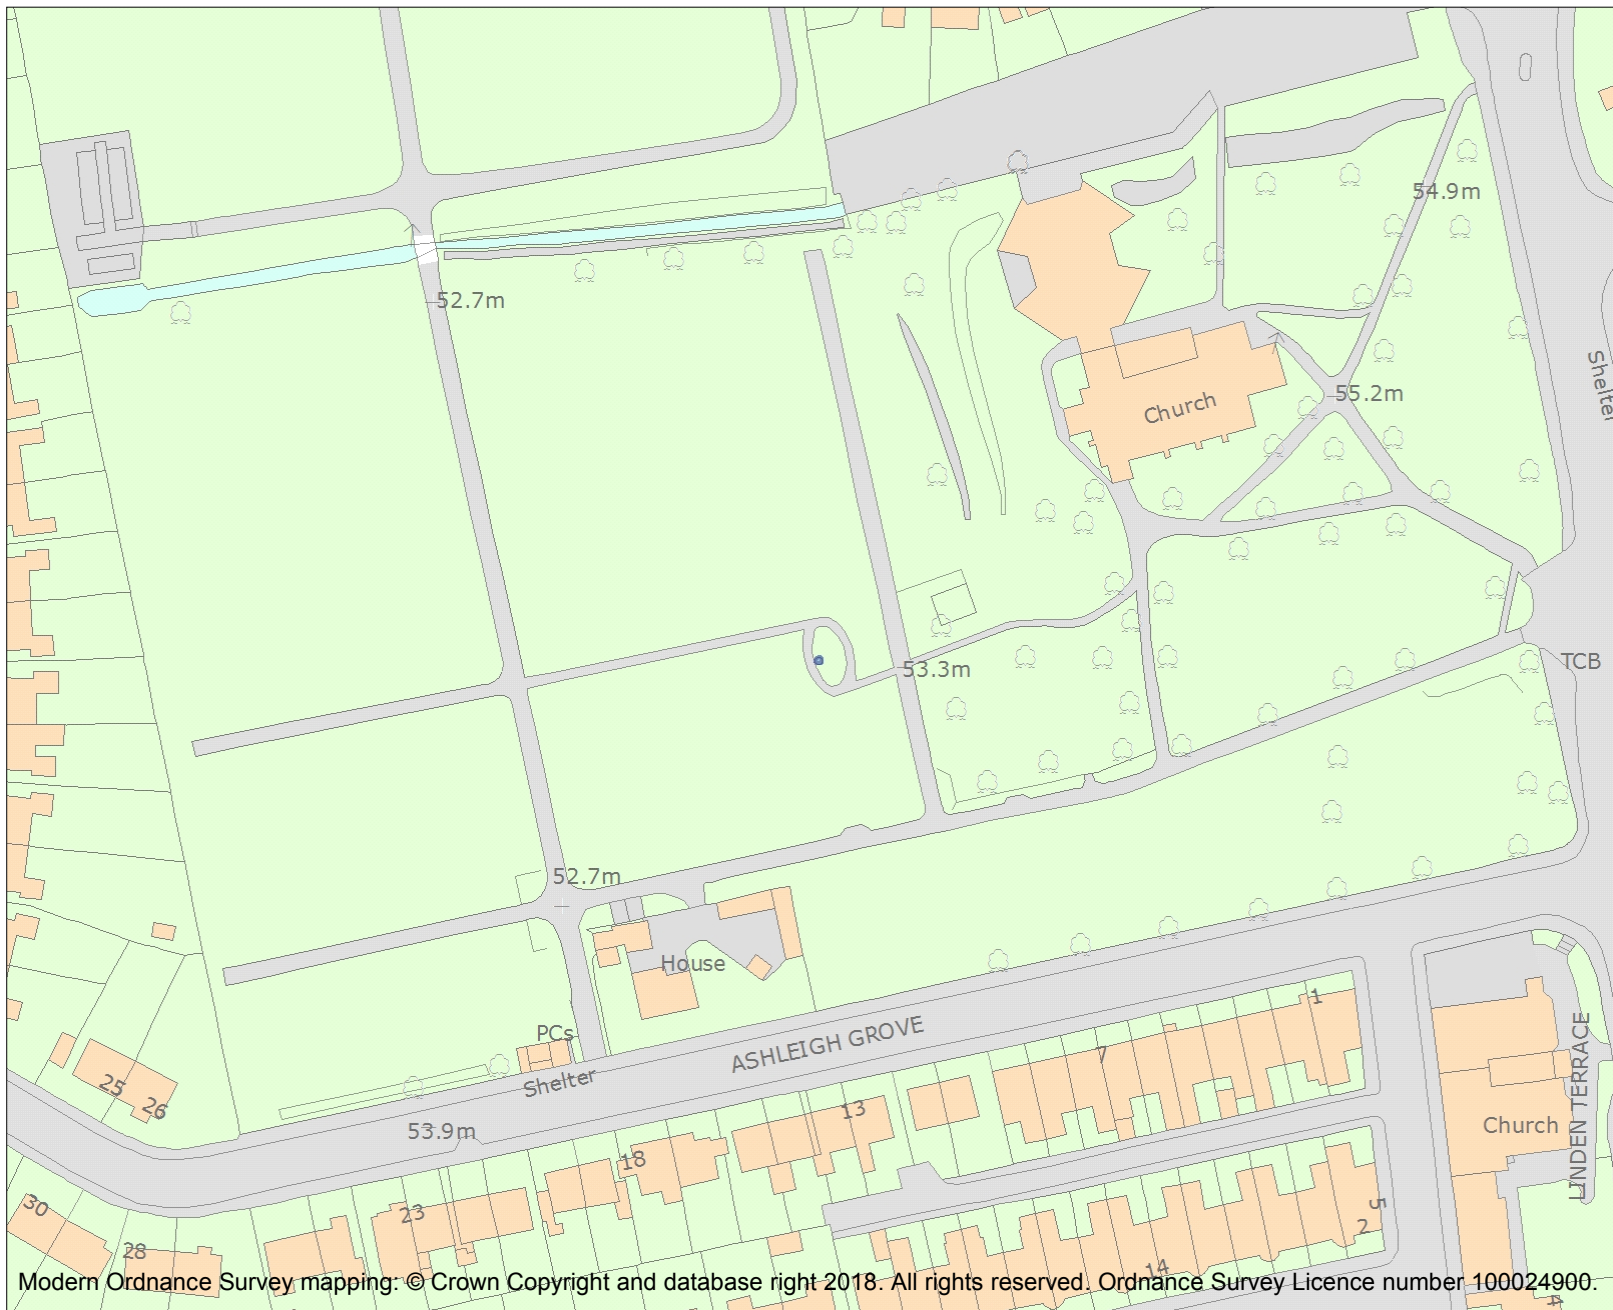 54.9m
52.7m
Shelter
55.2m
Church
TCB
53.3m
52.7m
House
1
ASHLEIGH GROVE
PCs
7
LINDEN TERRACE
Shelter
25
26
13
53.9m
Church
18
30
23
5
2
28
14
4
Modern Ordnance Survey mapping: © Crown Copyright and database right 2018. All rights reserved. Ordnance Survey Licence number 100024900.